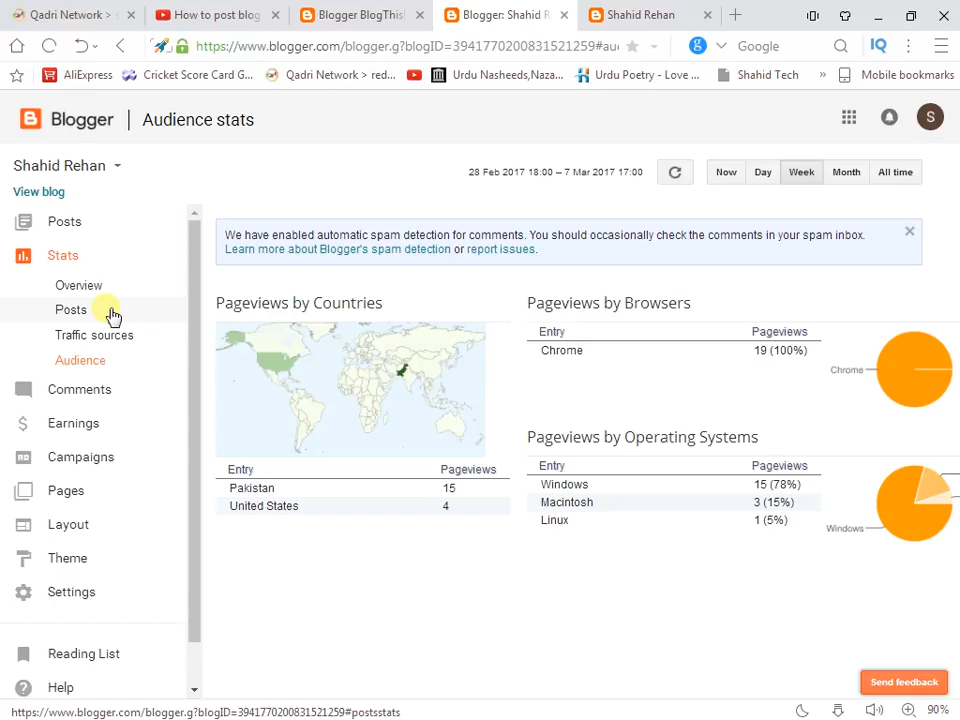 Qadri Network > s
How to post blog
Blogger BlogThis!
Blogger: Shahid R
Shahid Rehan
https://www.blogger.com/blogger.g?blogID=3941770200831521259#au
Google
IQ
AliExpress
Cricket Score Card G...
Qadri Network > red...
Urdu Nasheeds,Naza...
Urdu Poetry - Love ...
Shahid Tech
»
Mobile bookmarks
Blogger
Audience stats
S
Shahid Rehan
28 Feb 2017 18:00 – 7 Mar 2017 17:00
Now
Day
Week
Month
All time
View blog
Posts
Stats
Overview
Posts
Traffic sources
Audience
Comments
Earnings
Campaigns
Pages
Layout
Theme
Settings
Reading List
Help
We have enabled automatic spam detection for comments. You should occasionally check the comments in your spam inbox.
Learn more about Blogger's spam detection or report issues.
Pageviews by Countries
Entry Pageviews
Pakistan 15
United States 4
Pageviews by Browsers
Entry Pageviews
Chrome 19 (100%)
Chrome
Pageviews by Operating Systems
Entry Pageviews
Windows 15 (78%)
Macintosh 3 (15%)
Linux 1 (5%)
Windows
Send feedback
https://www.blogger.com/blogger.g?blogID=3941770200831521259#postsstats
90%